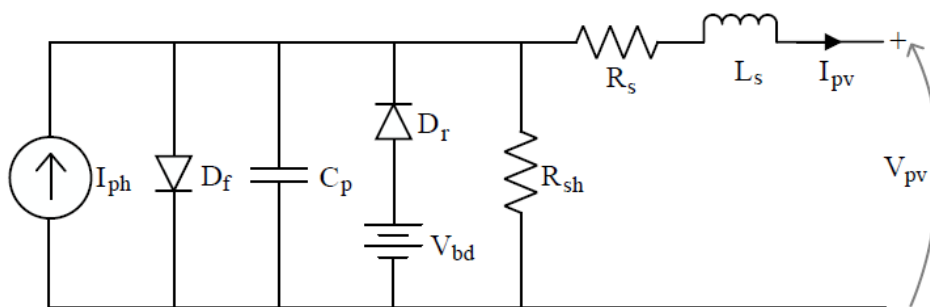 I_ph
D_f
C_p
D_r
V_bd
R_sh
R_s
L_s
I_pv
+
V_pv